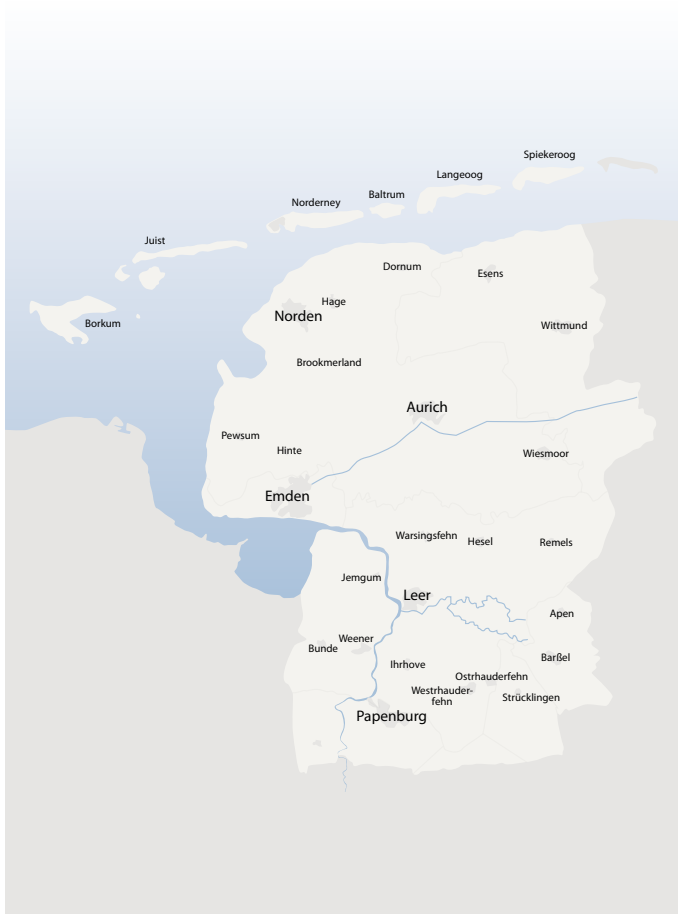 Spiekeroog
Langeoog
Baltrum
Norderney
Juist
Dornum
Esens
Hage
Norden
Borkum
Wittmund
Brookmerland
Aurich
Pewsum
Hinte
Wiesmoor
Emden
Warsingsfehn
Hesel
Remels
Jemgum
Leer
Apen
Weener
Bunde
Barßel
Ihrhove
Ostrhauderfehn
Westrhauder-
fehn
Strücklingen
Papenburg